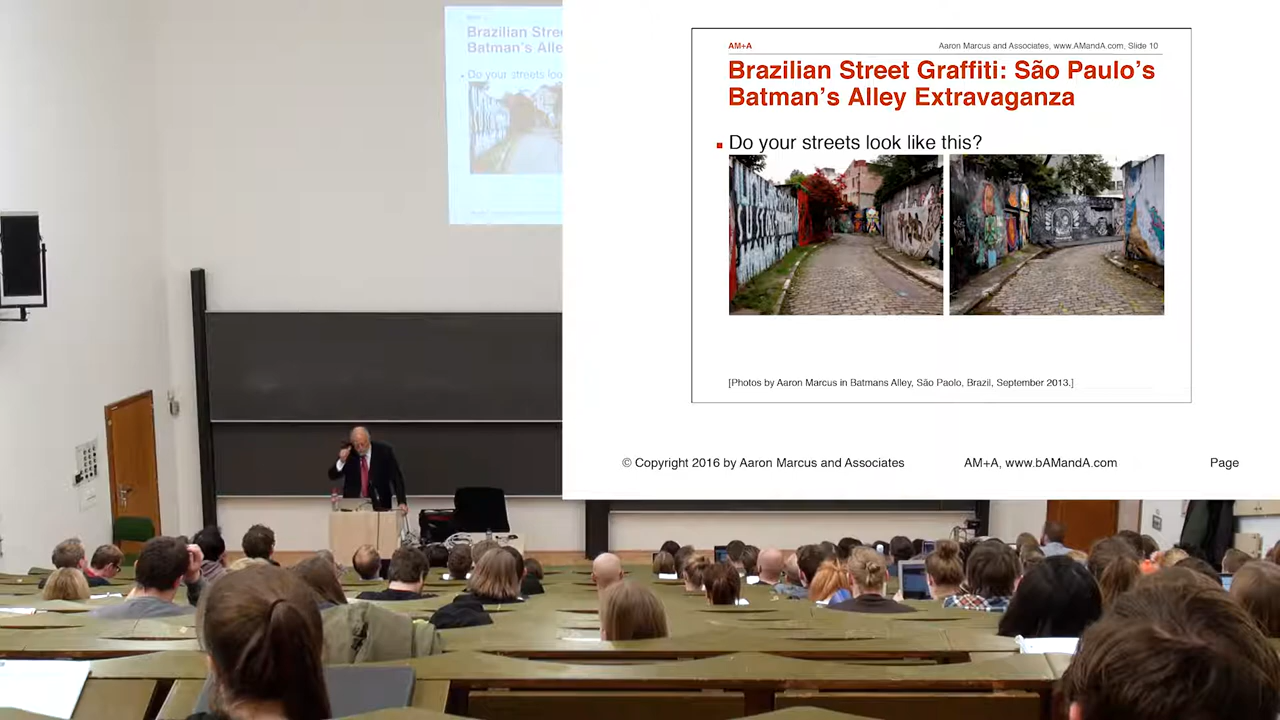 Brazilian Stre
Batman's Alle
Do your streets loo
AM+A
Aaron Marcus and Associates, www.AMandA.com, Slide 10
Brazilian Street Graffiti: São Paulo's
Batman's Alley Extravaganza
Do your streets look like this?
[Photos by Aaron Marcus in Batmans Alley, São Paolo, Brazil, September 2013.]
© Copyright 2016 by Aaron Marcus and Associates
AM+A, www.bAMandA.com
Page